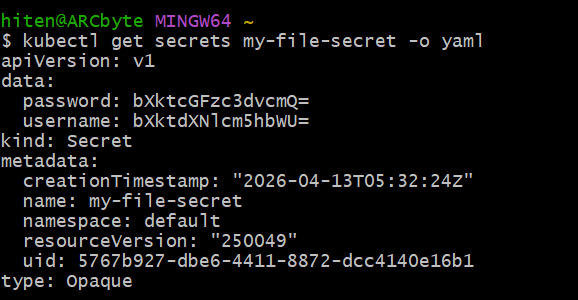 hiten@ARCbyte MINGW64 ~
$ kubectl get secrets my-file-secret -o yaml
apiVersion: v1
data:
  password: bXktcGFzc3dvcmQ=
  username: bXktdXNlcm5hbWU=
kind: Secret
metadata:
  creationTimestamp: "2026-04-13T05:32:24Z"
  name: my-file-secret
  namespace: default
  resourceVersion: "250049"
  uid: 5767b927-dbe6-4411-8872-dcc4140e16b1
type: Opaque